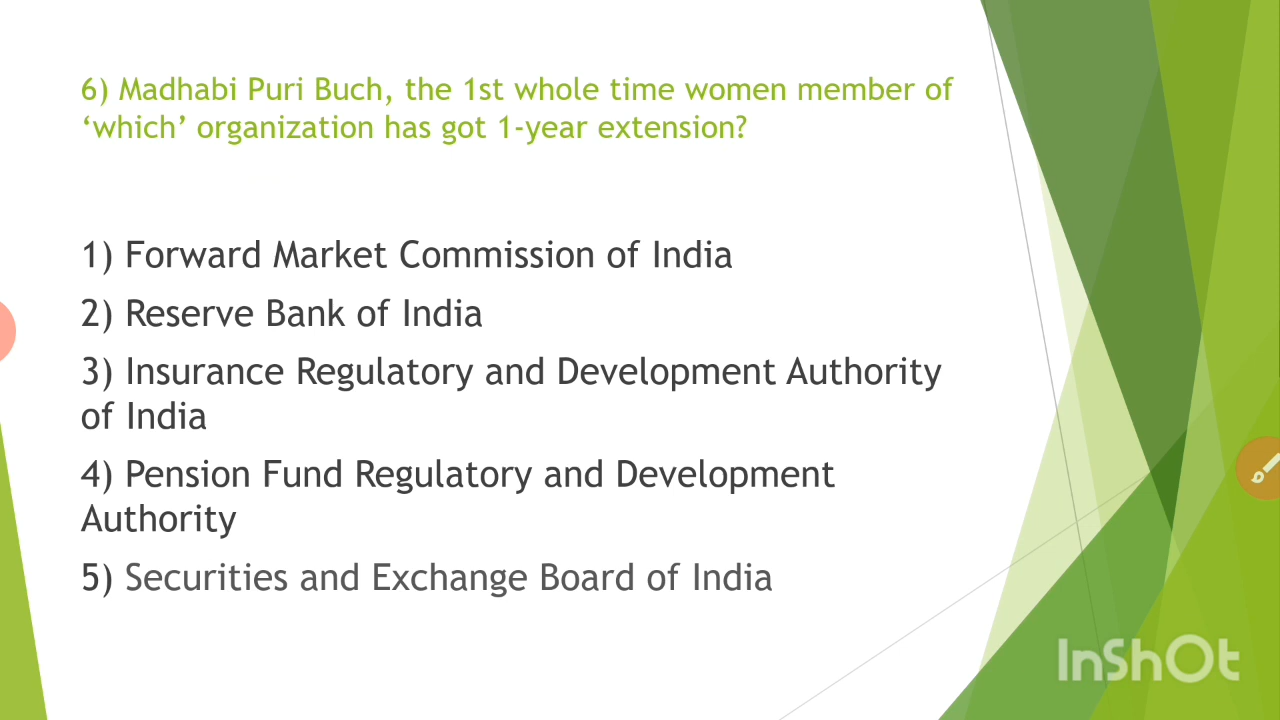 6) Madhabi Puri Buch, the 1st whole time women member of
‘which’ organization has got 1-year extension?
1) Forward Market Commission of India
2) Reserve Bank of India
3) Insurance Regulatory and Development Authority
of India
4) Pension Fund Regulatory and Development
Authority
5) Securities and Exchange Board of India
InShOt